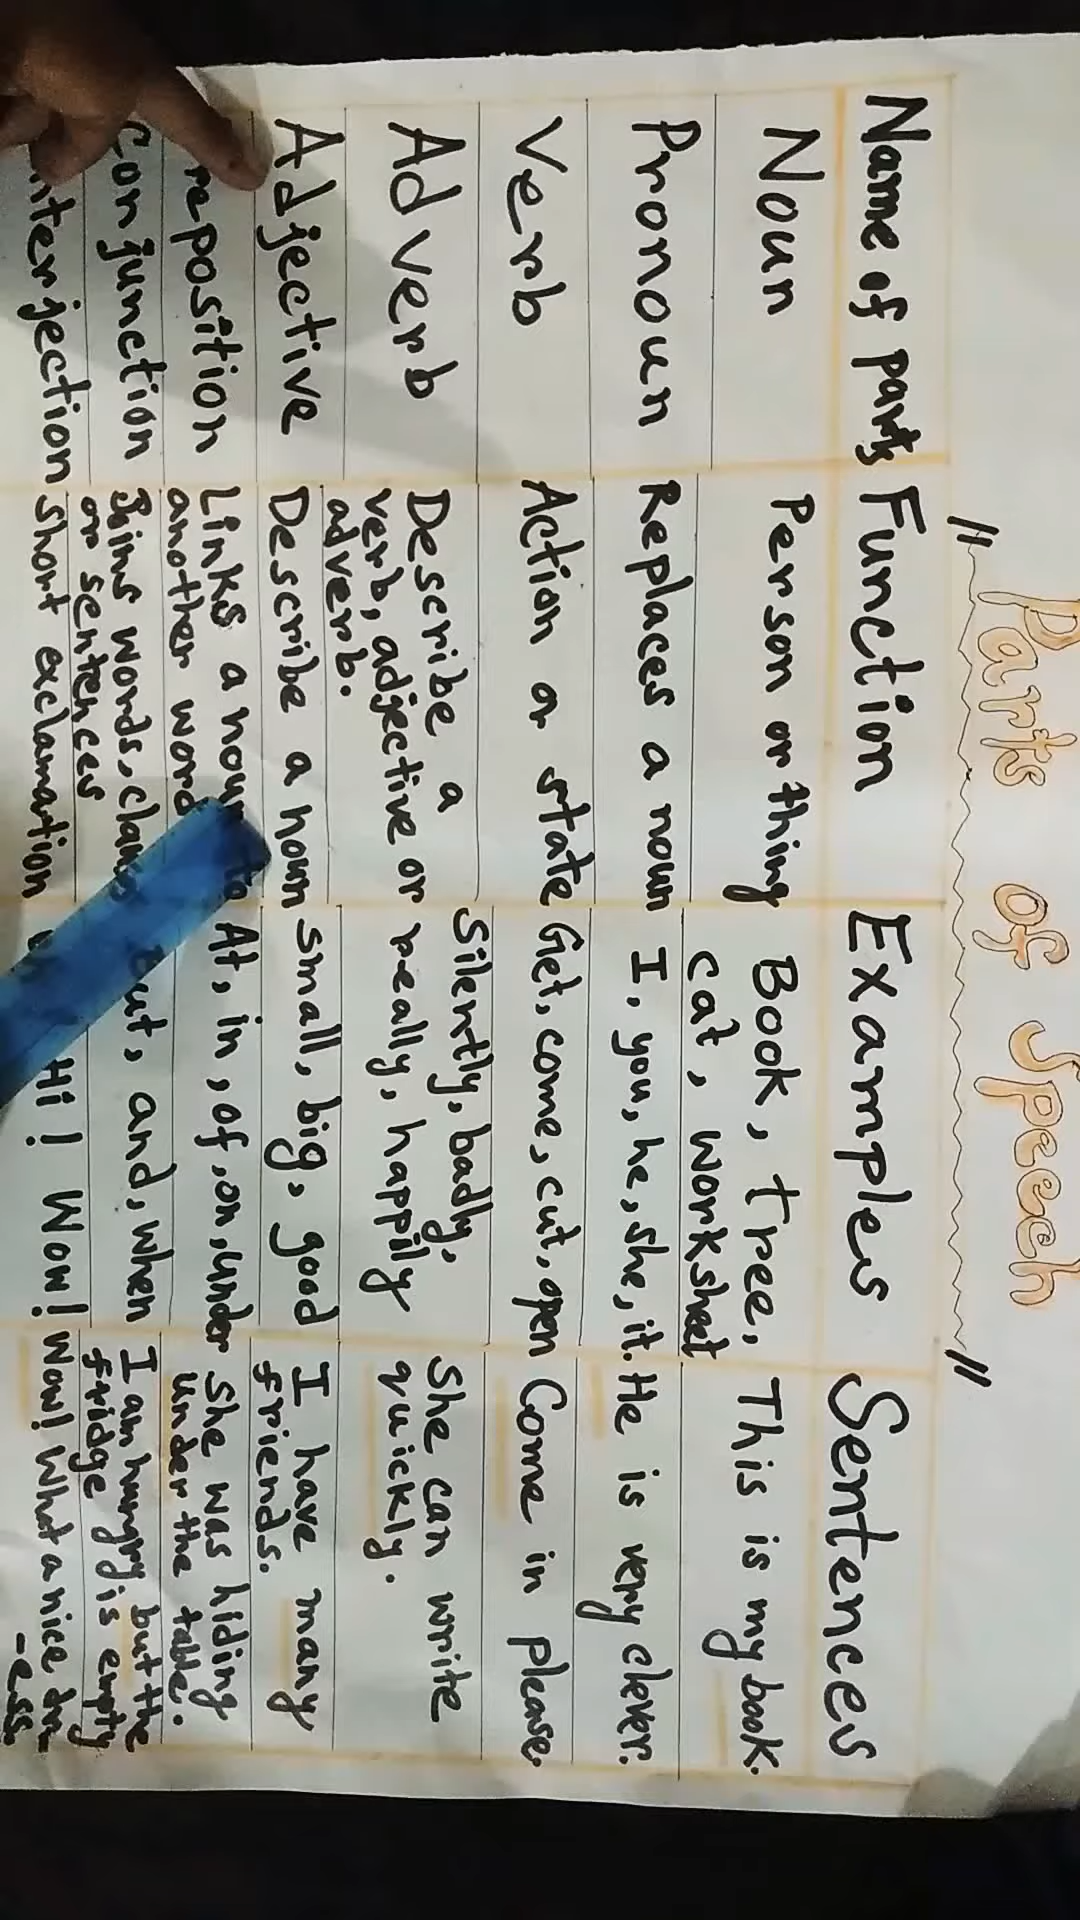 "Parts of Speech"
Name of parts Function Examples Sentences
Noun Person or thing Book, tree, This is my book.
cat, worksheet
Pronoun Replaces a noun I, you, he, she, it. He is very clever.
Verb Action or state Get, come, cut, open Come in please.
Adverb Describe a Silently, badly, She can write
verb, adjective or really, happily quickly.
adverb.
Adjective Describe a noun small, big, good I have many
friends.
reposition Links a noun to At, in, of, on, under She was hiding
another word under the table.
Conjunction Joins words, But, and, when I am hungry but the
or sentences fridge is empty
nterjection Short exclamation Hi! Wow! Wow! What a nice dr-
-ess.